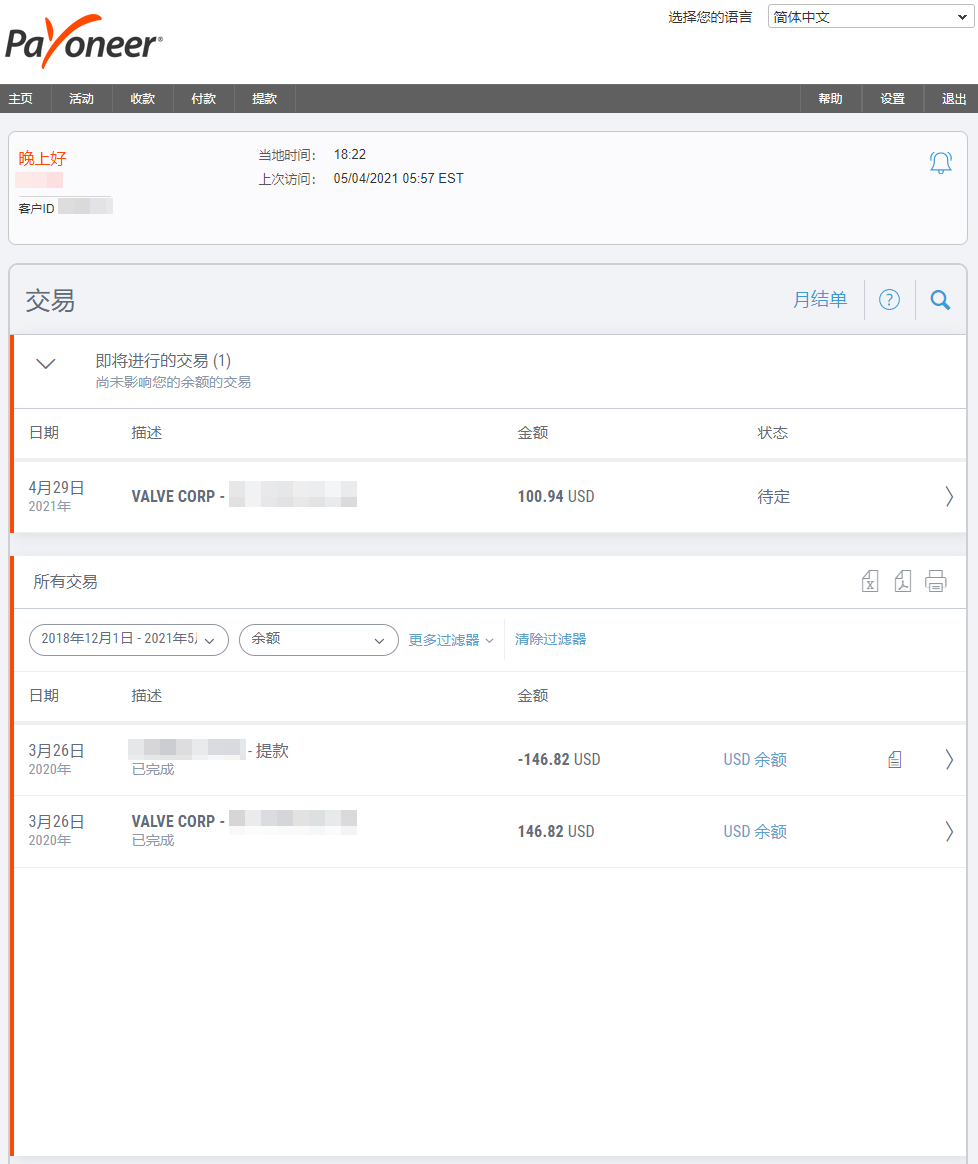 选择您的语言 简体中文
Payoneer®
主页 活动 收款 付款 提款 帮助 设置 退出
晚上好 当地时间： 18:22
上次访问： 05/04/2021 05:57 EST
客户ID
交易 月结单 ?
即将进行的交易 (1)
尚未影响您的余额的交易
日期 描述 金额 状态
4月29日 VALVE CORP - 100.94 USD 待定
2021年
所有交易
2018年12月1日 - 2021年5 余额 更多过滤器 清除过滤器
日期 描述 金额
3月26日 - 提款 -146.82 USD USD 余额
2020年 已完成
3月26日 VALVE CORP - 146.82 USD USD 余额
2020年 已完成